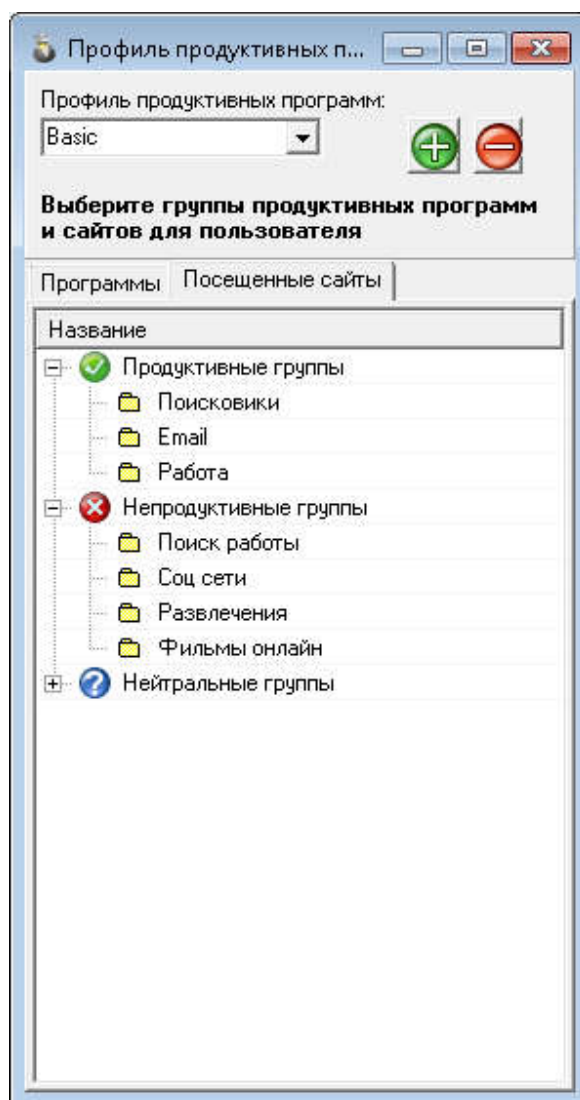 Профиль продуктивных п...
Профиль продуктивных программ:
Basic
Выберите группы продуктивных программ
и сайтов для пользователя
Программы Посещенные сайты
Название
Продуктивные группы
Поисковики
Email
Работа
Непродуктивные группы
Поиск работы
Соц сети
Развлечения
Фильмы онлайн
Нейтральные группы